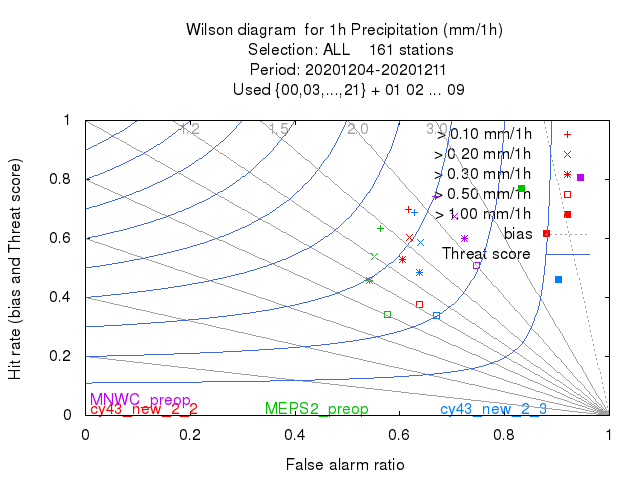 Wilson diagram  for 1h Precipitation (mm/1h)
Selection: ALL    161 stations
Period: 20201204-20201211
Used {00,03,...,21} + 01 02 ... 09
Hit rate (bias and Threat score)
1
0.8
0.6
0.4
0.2
0
1.2
1.5
2.0
3.0
> 0.10 mm/1h
> 0.20 mm/1h
> 0.30 mm/1h
> 0.50 mm/1h
> 1.00 mm/1h
bias
Threat score
MNWC_preop
cy43_new_2_2
MEPS2_preop
cy43_new_2_3
0
0.2
0.4
0.6
0.8
1
False alarm ratio